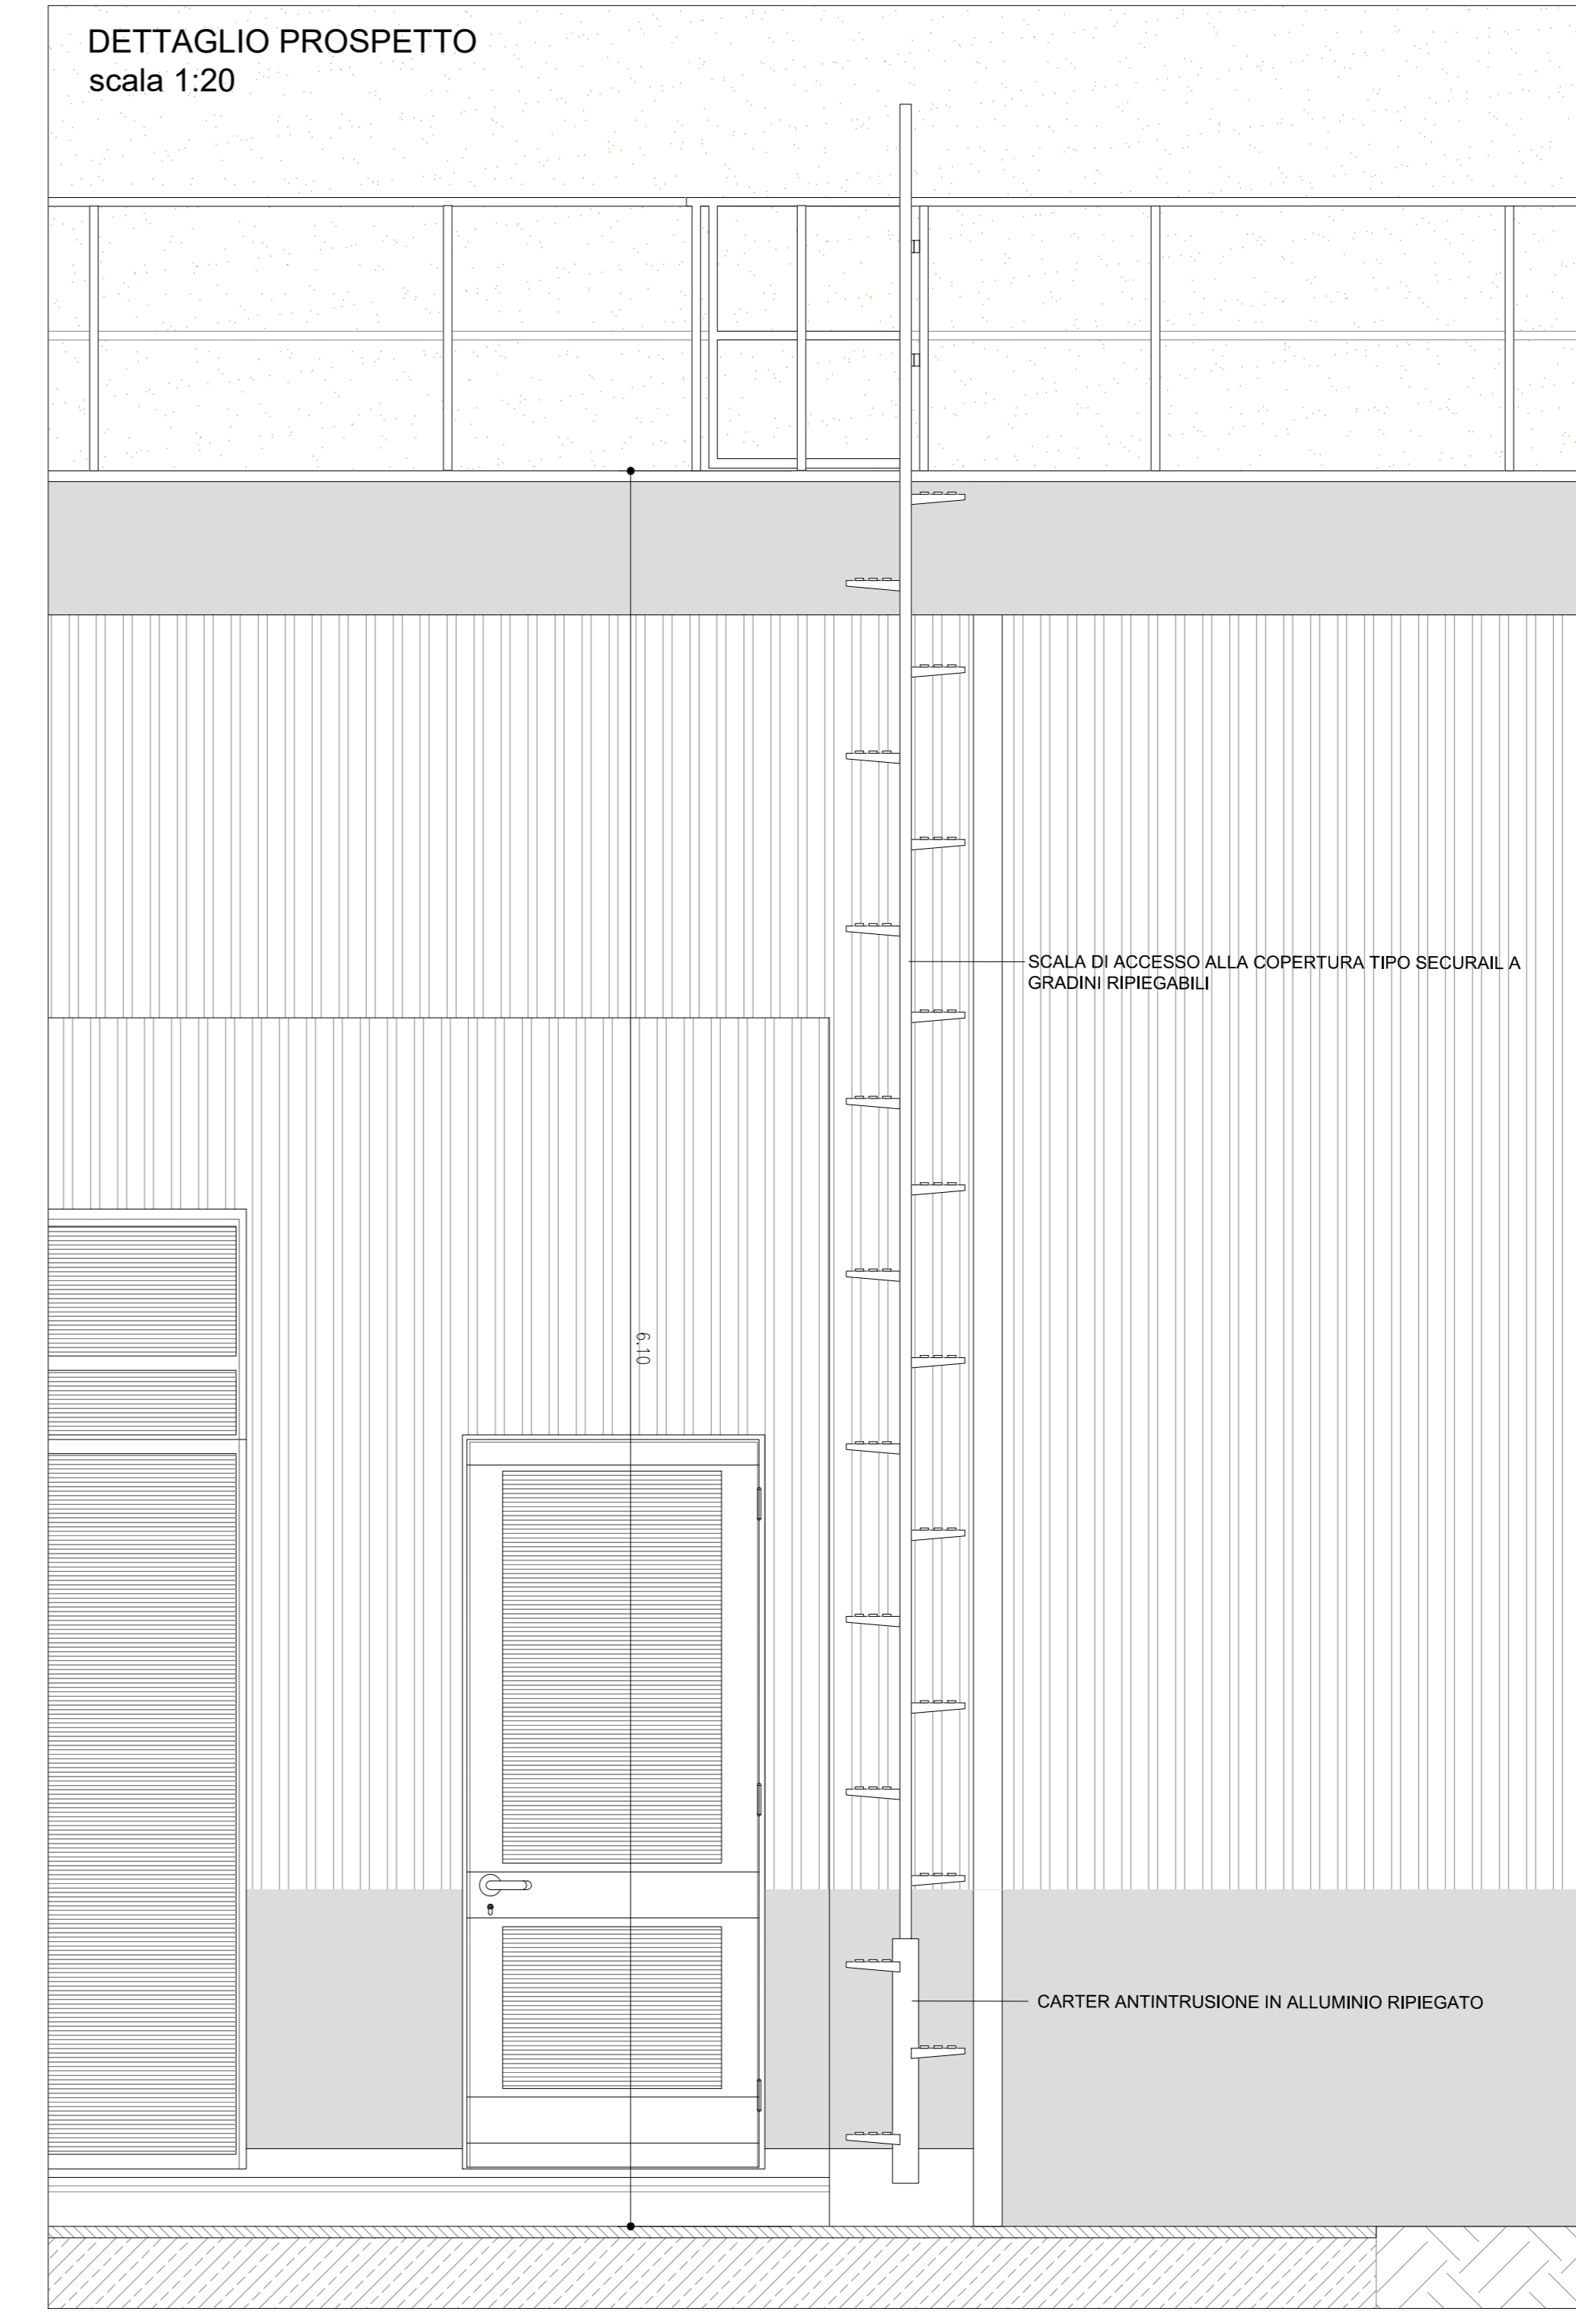 DETTAGLIO PROSPETTO
scala 1:20
SCALA DI ACCESSO ALLA COPERTURA TIPO SECURAIL A
GRADINI RIPIEGABILI
6.10
CARTER ANTINTRUSIONE IN ALLUMINIO RIPIEGATO